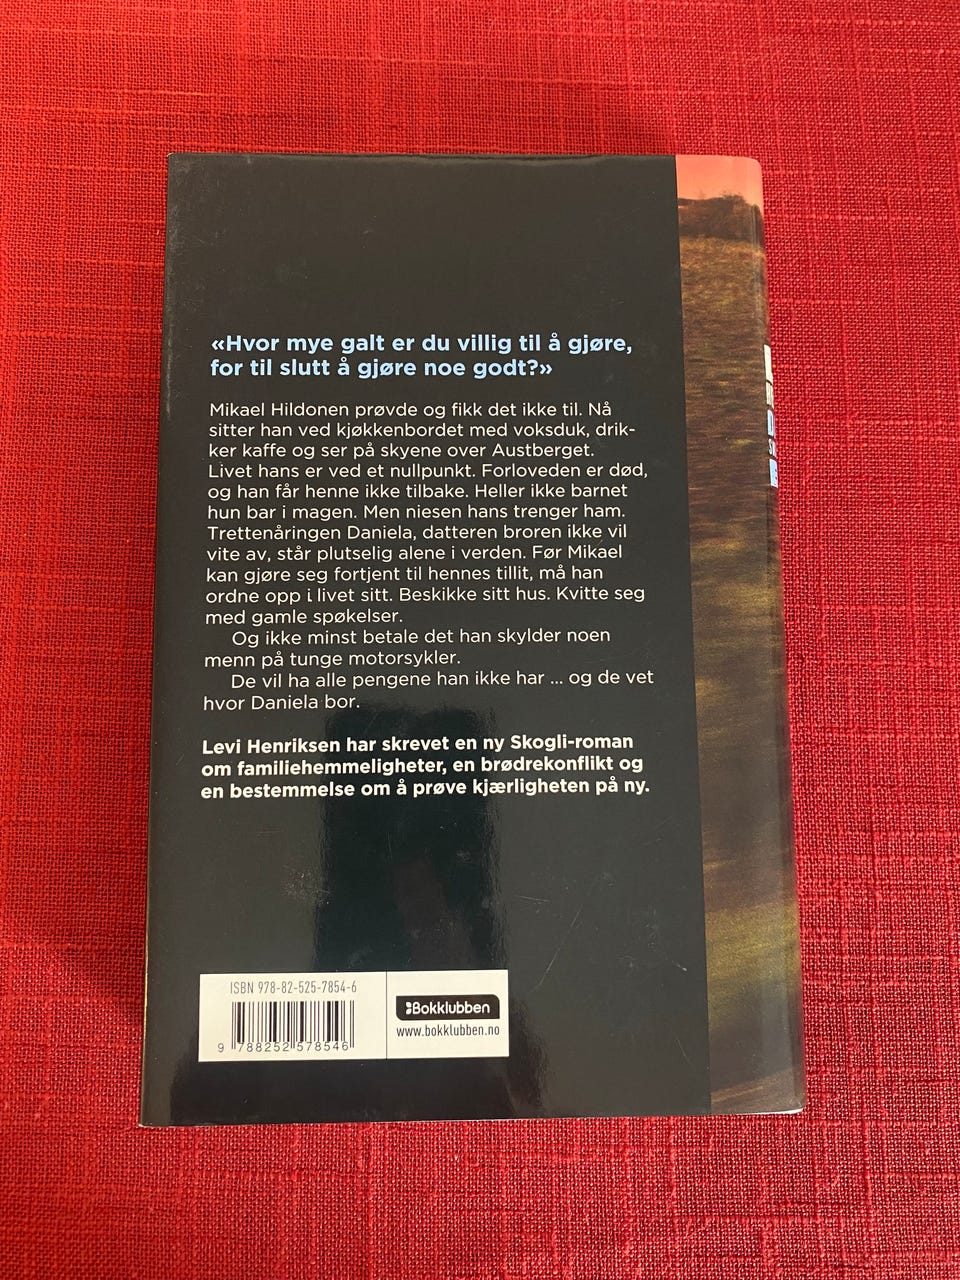 «Hvor mye galt er du villig til å gjøre,
for til slutt å gjøre noe godt?»
Mikael Hildonen prøvde og fikk det ikke til. Nå
sitter han ved kjøkkenbordet med voksduk, drik-
ker kaffe og ser på skyene over Austberget.
Livet hans er ved et nullpunkt. Forloveden er død,
og han får henne ikke tilbake. Heller ikke barnet
hun bar i magen. Men niesen hans trenger ham.
Trettenåringen Daniela, datteren broren ikke vil
vite av, står plutselig alene i verden. Før Mikael
kan gjøre seg fortjent til hennes tillit, må han
ordne opp i livet sitt. Beskikke sitt hus. Kvitte seg
med gamle spøkelser.
Og ikke minst betale det han skylder noen
menn på tunge motorsykler.
De vil ha alle pengene han ikke har ... og de vet
hvor Daniela bor.
Levi Henriksen har skrevet en ny Skogli-roman
om familiehemmeligheter, en brødrekonflikt og
en bestemmelse om å prøve kjærligheten på ny.
ISBN 978-82-525-7854-6
9 788252 578546
Bokklubben
www.bokklubben.no